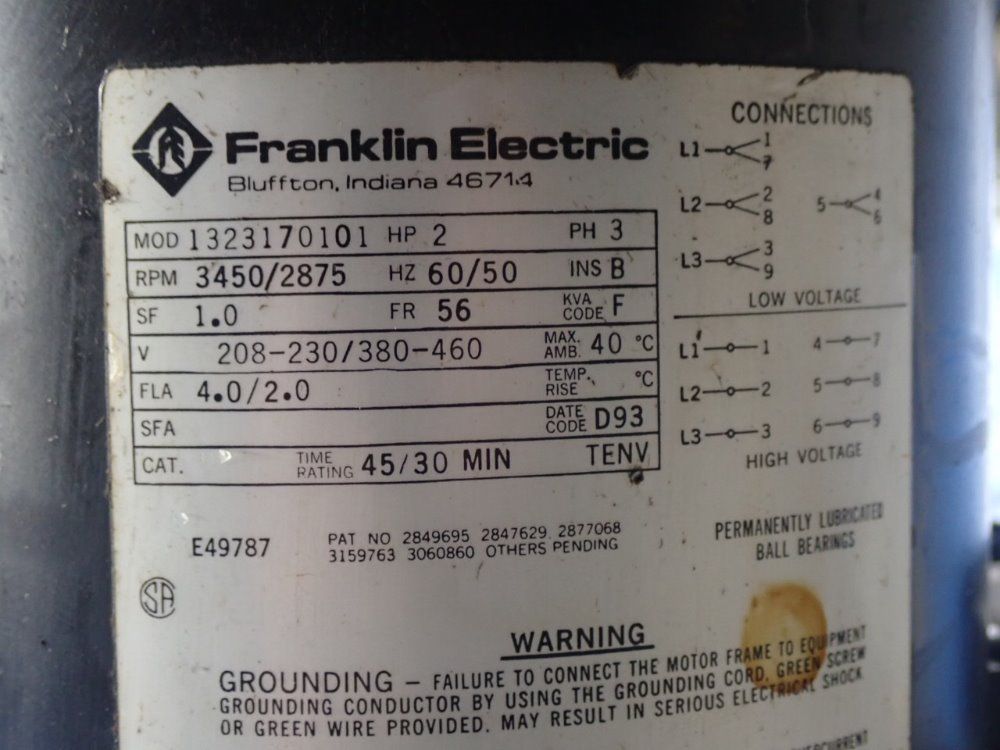 Franklin Electric
Bluffton, Indiana 46714
MOD 1323170101 HP 2 PH 3
RPM 3450/2875 HZ 60/50 INS B
SF 1.0 FR 56 KVA CODE F
V 208-230/380-460 MAX. AMB. 40 °C
FLA 4.0/2.0 TEMP. RISE °C
SFA DATE CODE D93
CAT. TIME RATING 45/30 MIN TENV
CONNECTIONS
L1 1 7
L2 2 8 5 4 6
L3 3 9
LOW VOLTAGE
L1 1 4 7
L2 2 5 8
L3 3 6 9
HIGH VOLTAGE
E49787
PAT NO 2849695 2847629 2877068
3159763 3060860 OTHERS PENDING
PERMANENTLY LUBRICATED
BALL BEARINGS
SA
WARNING
GROUNDING – FAILURE TO CONNECT THE MOTOR FRAME TO EQUIPMENT
GROUNDING CONDUCTOR BY USING THE GROUNDING CORD, GREEN SCREW
OR GREEN WIRE PROVIDED. MAY RESULT IN SERIOUS ELECTRICAL SHOCK